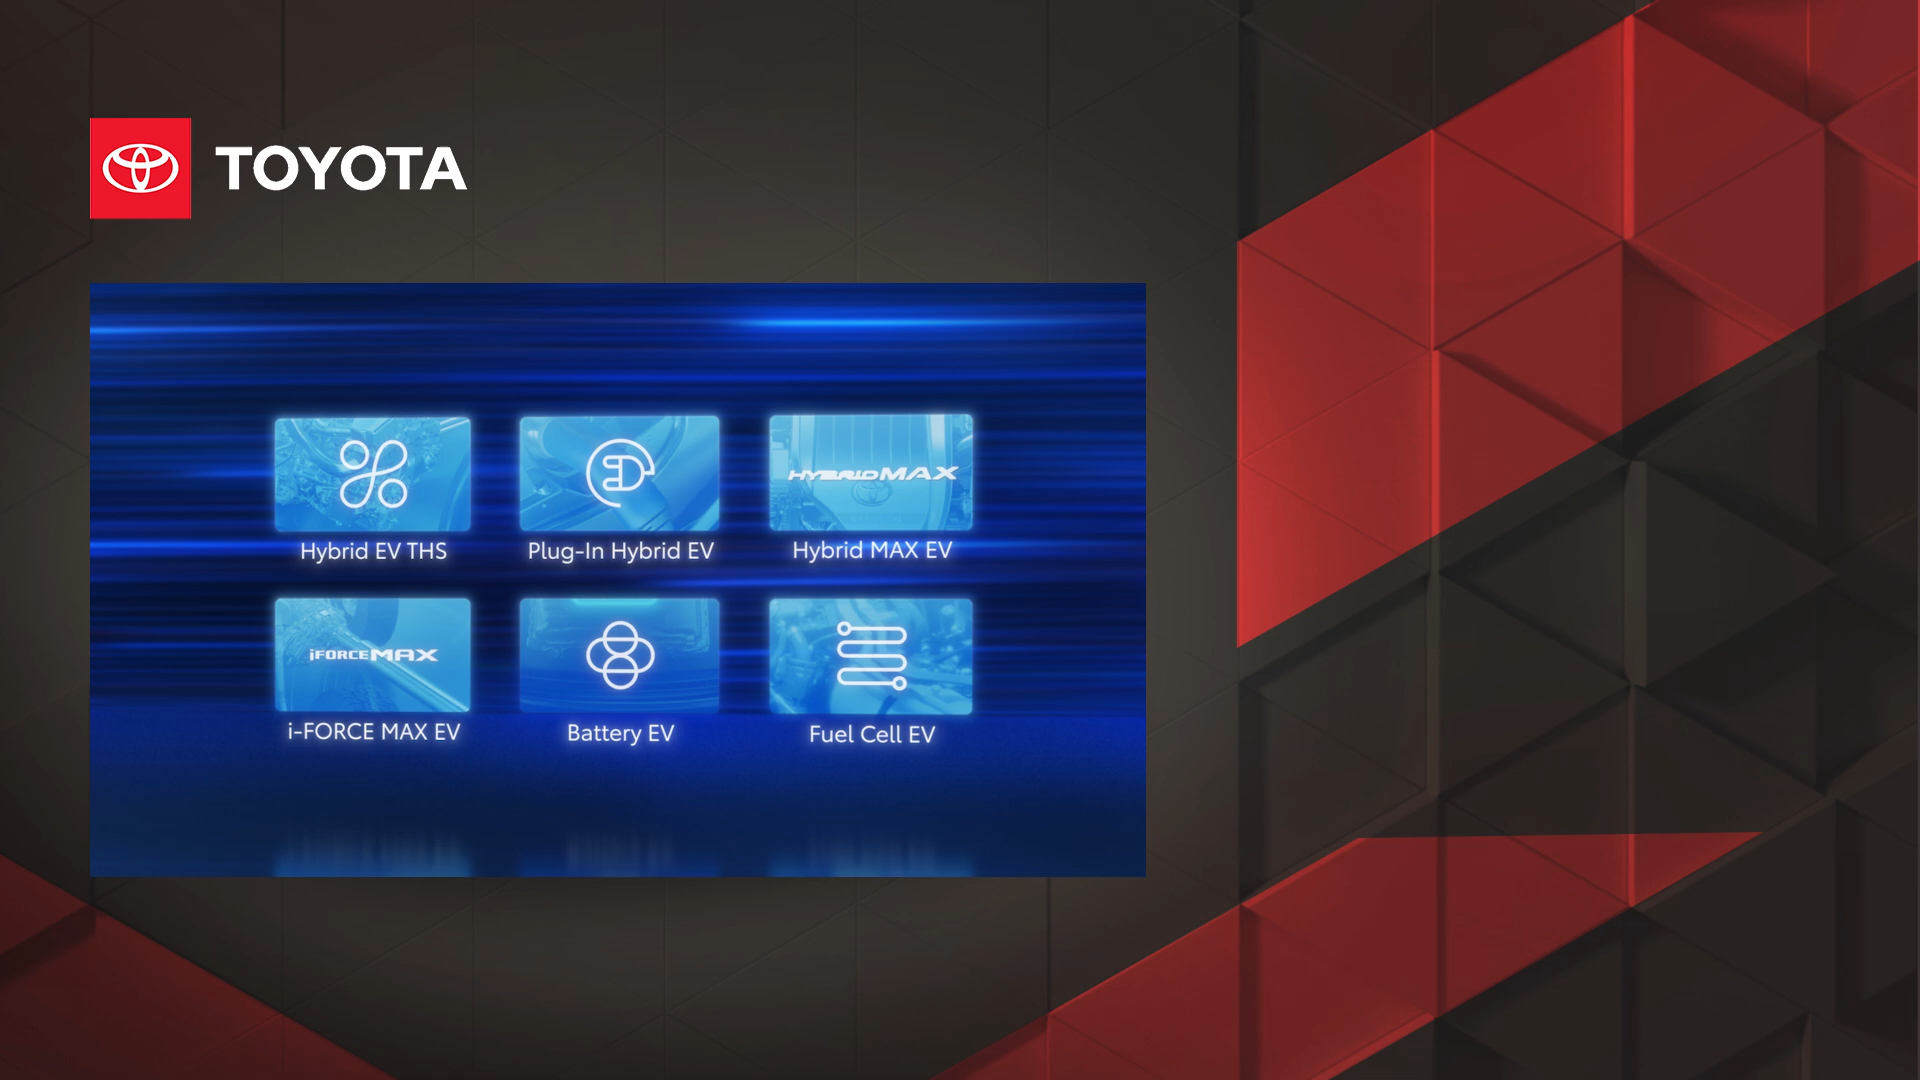 TOYOTA
HYBRID MAX
Hybrid EV THS
Plug-In Hybrid EV
Hybrid MAX EV
iFORCE MAX
i-FORCE MAX EV
Battery EV
Fuel Cell EV